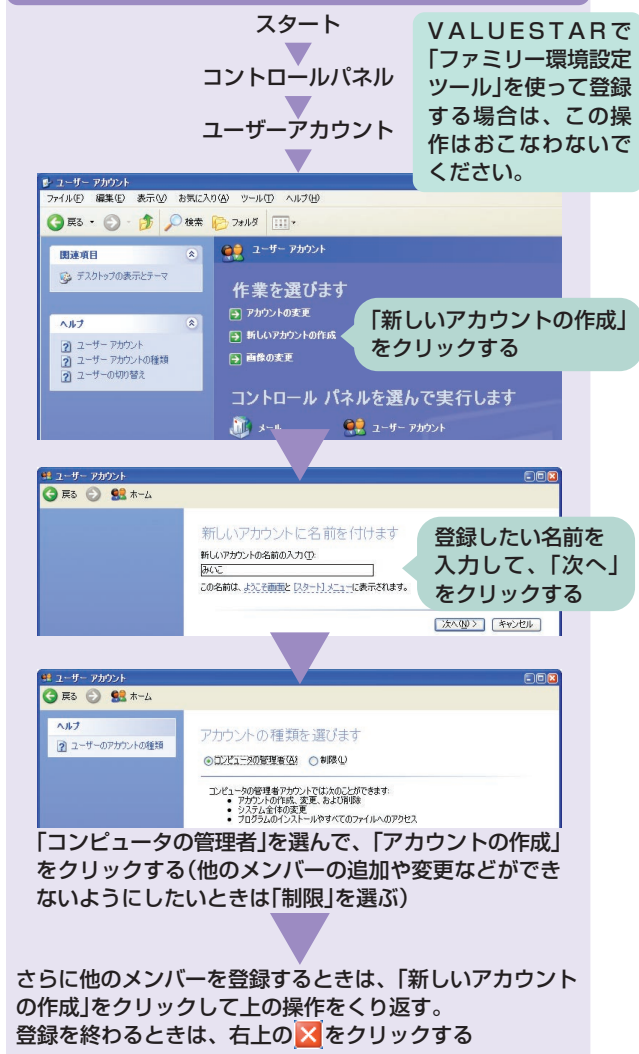 スタート
コントロールパネル
ユーザーアカウント
VALUESTARで
「ファミリー環境設定
ツール」を使って登録
する場合は、この操
作はおこなわないで
ください。
ユーザー アカウント
ファイル(F) 編集(E) 表示(V) お気に入り(A) ツール(T) ヘルプ(H)
戻る 検索 フォルダ
関連項目
デスクトップの表示とテーマ
ヘルプ
ユーザー アカウント
ユーザー アカウントの種類
ユーザーの切り替え
ユーザー アカウント
作業を選びます
アカウントの変更
新しいアカウントの作成
画像の変更
コントロール パネルを選んで実行します
メール ユーザー アカウント
「新しいアカウントの作成」
をクリックする
ユーザー アカウント
戻る ホーム
新しいアカウントに名前を付けます
新しいアカウントの名前の入力(T):
みいこ
この名前は、ようこそ画面と [スタート] メニューに表示されます。
次へ(N) > キャンセル
登録したい名前を
入力して、「次へ」
をクリックする
ユーザー アカウント
戻る ホーム
ヘルプ
ユーザーのアカウントの種類
アカウントの種類を選びます
コンピュータの管理者(A) 制限(L)
コンピュータの管理者アカウントでは次のことができます:
• アカウントの作成、変更、および削除
• システム全体の変更
• プログラムのインストールやすべてのファイルへのアクセス
「コンピュータの管理者」を選んで、「アカウントの作成」
をクリックする(他のメンバーの追加や変更などができ
ないようにしたいときは「制限」を選ぶ)
さらに他のメンバーを登録するときは、「新しいアカウント
の作成」をクリックして上の操作をくり返す。
登録を終わるときは、右上の をクリックする